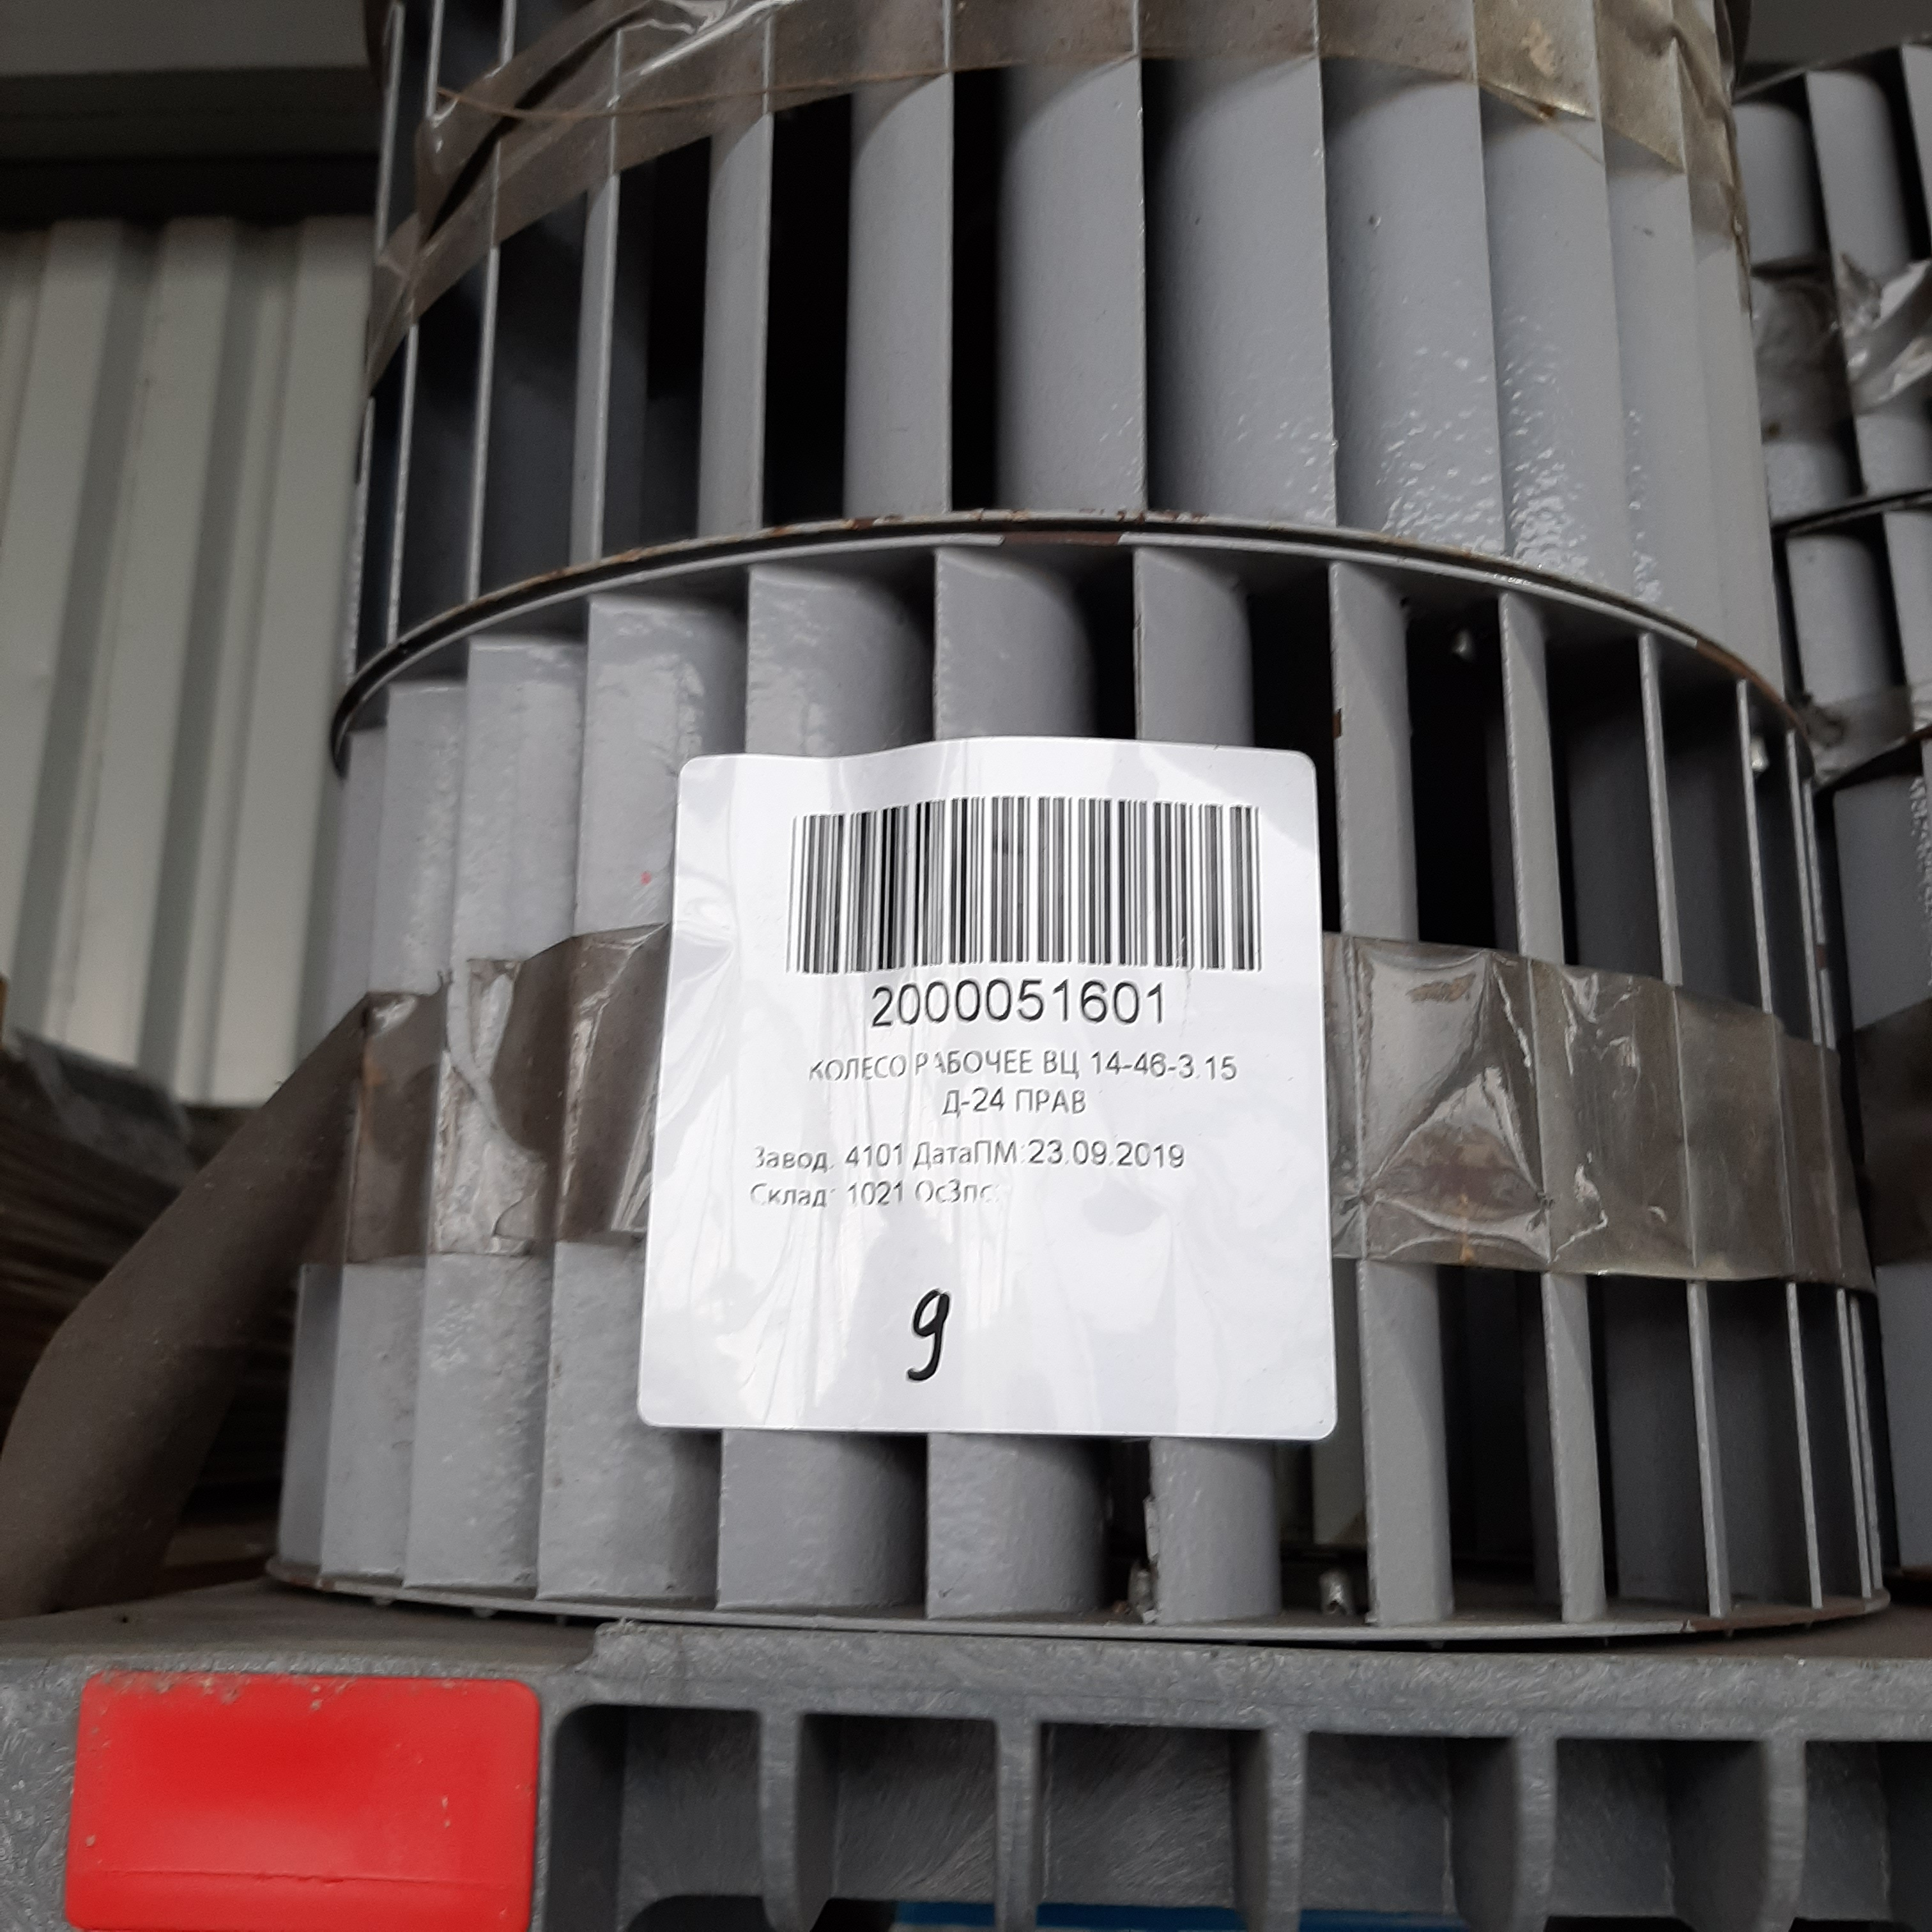 2000051601
КОЛЕСО РАБОЧЕЕ ВЦ 14-46-3.15
Д-24 ПРАВ
Завод: 4101 ДатаПМ:23.09.2019
Склад: 1021 ОсЗпс:
9